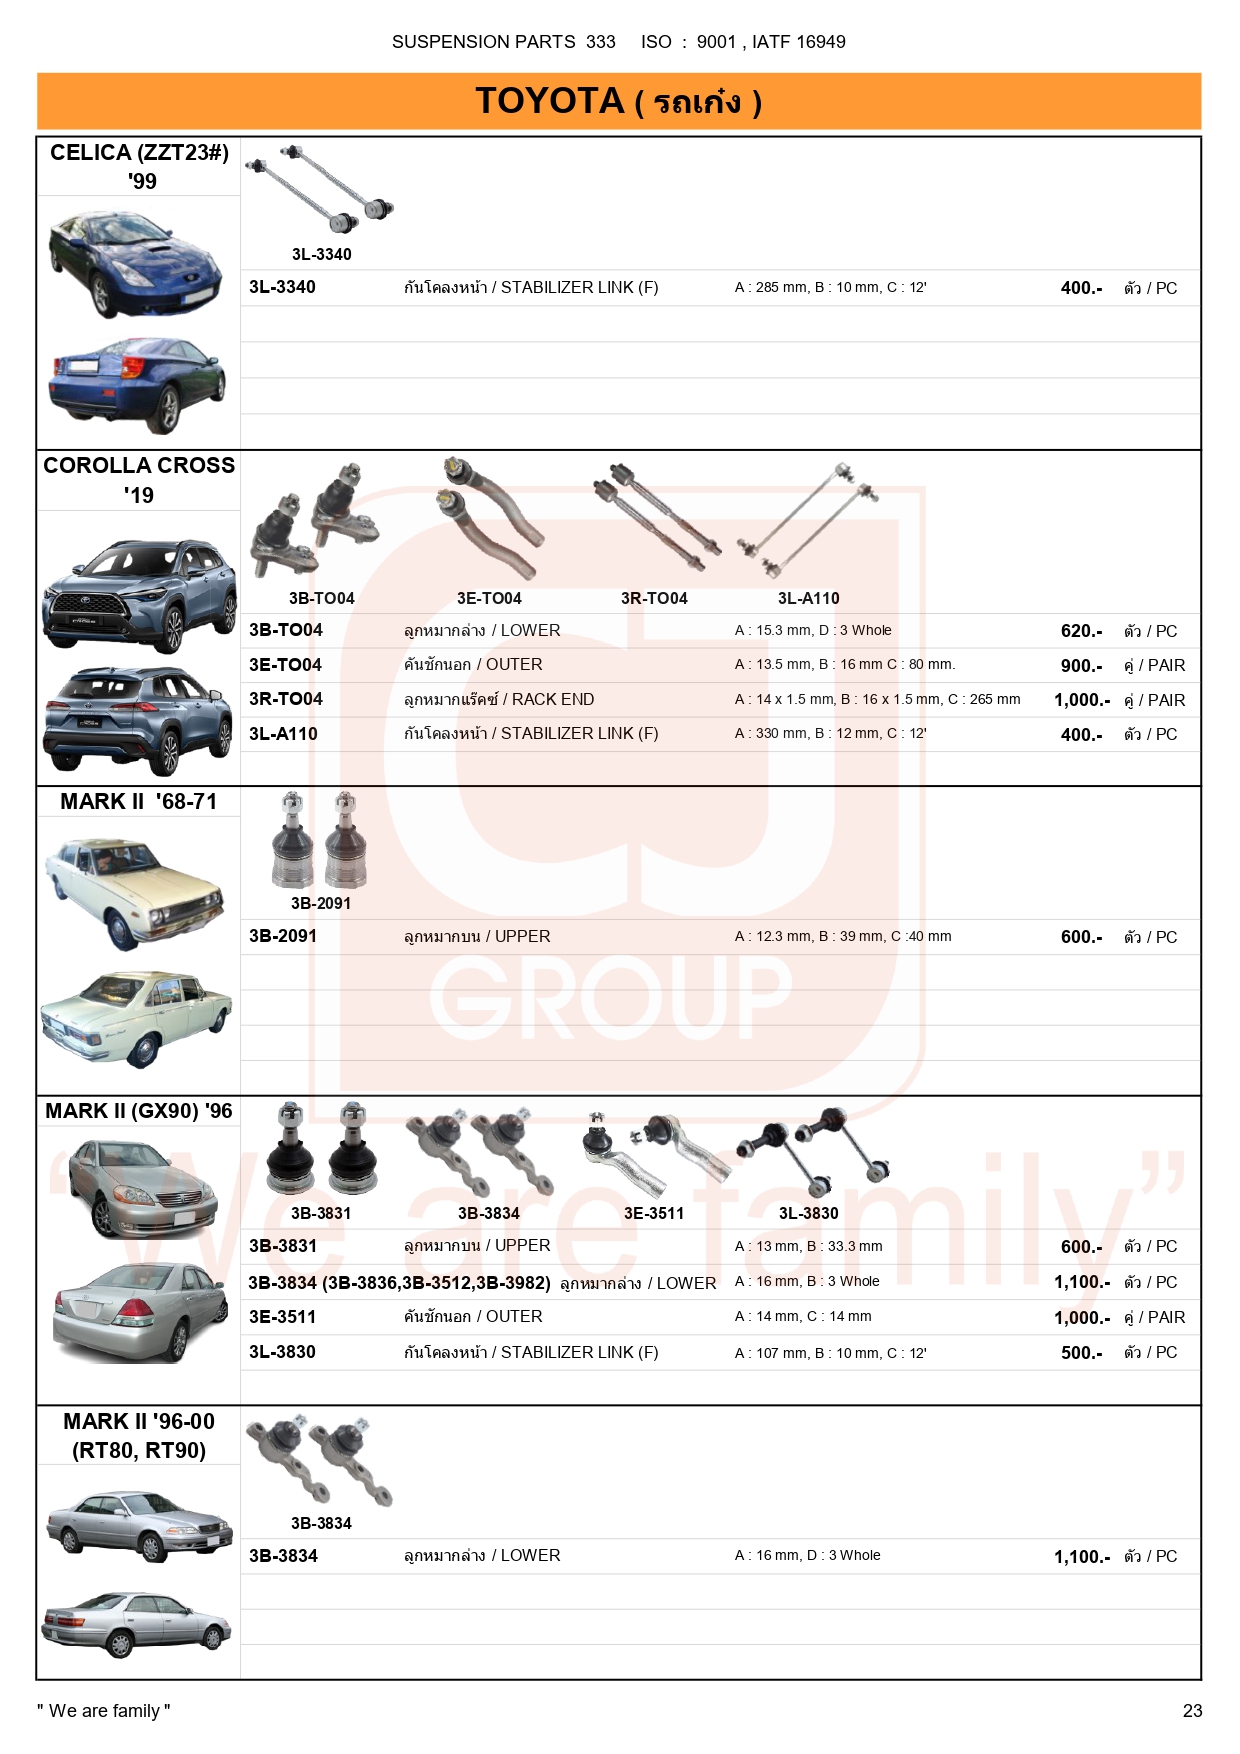 SUSPENSION PARTS  333     ISO  :  9001 , IATF 16949
TOYOTA ( รถเก๋ง )
CELICA (ZZT23#)
'99
3L-3340
3L-3340 กันโคลงหน้า / STABILIZER LINK (F) A : 285 mm, B : 10 mm, C : 12' 400.- ตัว / PC
COROLLA CROSS
'19
3B-TO04 3E-TO04 3R-TO04 3L-A110
3B-TO04 ลูกหมากล่าง / LOWER A : 15.3 mm, D : 3 Whole 620.- ตัว / PC
3E-TO04 คันชักนอก / OUTER A : 13.5 mm, B : 16 mm C : 80 mm. 900.- คู่ / PAIR
3R-TO04 ลูกหมากแร๊คซ์ / RACK END A : 14 x 1.5 mm, B : 16 x 1.5 mm, C : 265 mm 1,000.- คู่ / PAIR
3L-A110 กันโคลงหน้า / STABILIZER LINK (F) A : 330 mm, B : 12 mm, C : 12' 400.- ตัว / PC
CJ
GROUP
MARK II  '68-71
3B-2091
3B-2091 ลูกหมากบน / UPPER A : 12.3 mm, B : 39 mm, C :40 mm 600.- ตัว / PC
MARK II (GX90) '96
3B-3831 3B-3834 3E-3511 3L-3830
"We are family"
3B-3831 ลูกหมากบน / UPPER A : 13 mm, B : 33.3 mm 600.- ตัว / PC
3B-3834 (3B-3836,3B-3512,3B-3982)  ลูกหมากล่าง / LOWER A : 16 mm, B : 3 Whole 1,100.- ตัว / PC
3E-3511 คันชักนอก / OUTER A : 14 mm, C : 14 mm 1,000.- คู่ / PAIR
3L-3830 กันโคลงหน้า / STABILIZER LINK (F) A : 107 mm, B : 10 mm, C : 12' 500.- ตัว / PC
MARK II '96-00
(RT80, RT90)
3B-3834
3B-3834 ลูกหมากล่าง / LOWER A : 16 mm, D : 3 Whole 1,100.- ตัว / PC
" We are family " 23